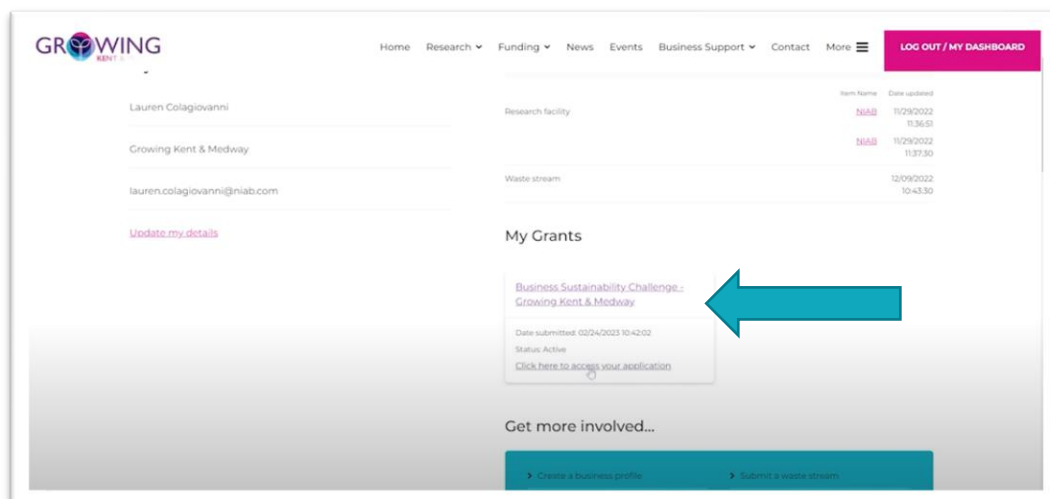 GROWING
KENT &
Home Research Funding News Events Business Support Contact More LOG OUT / MY DASHBOARD
Lauren Colagiovanni
Growing Kent & Medway
lauren.colagiovanni@niab.com
Update my details
Item Name Date updated
Research facility NIAB 11/29/2022
11:36:51
NIAB 11/29/2022
11:37:30
Waste stream 12/09/2022
10:43:30
My Grants
Business Sustainability Challenge -
Growing Kent & Medway
Date submitted: 02/24/2023 10:42:02
Status: Active
Click here to access your application
Get more involved...
Create a business profile Submit a waste stream